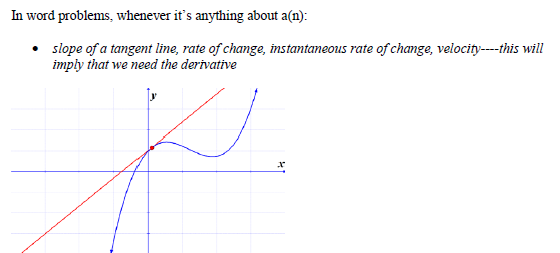 In word problems, whenever it’s anything about a(n):
• slope of a tangent line, rate of change, instantaneous rate of change, velocity----this will
imply that we need the derivative
y
x